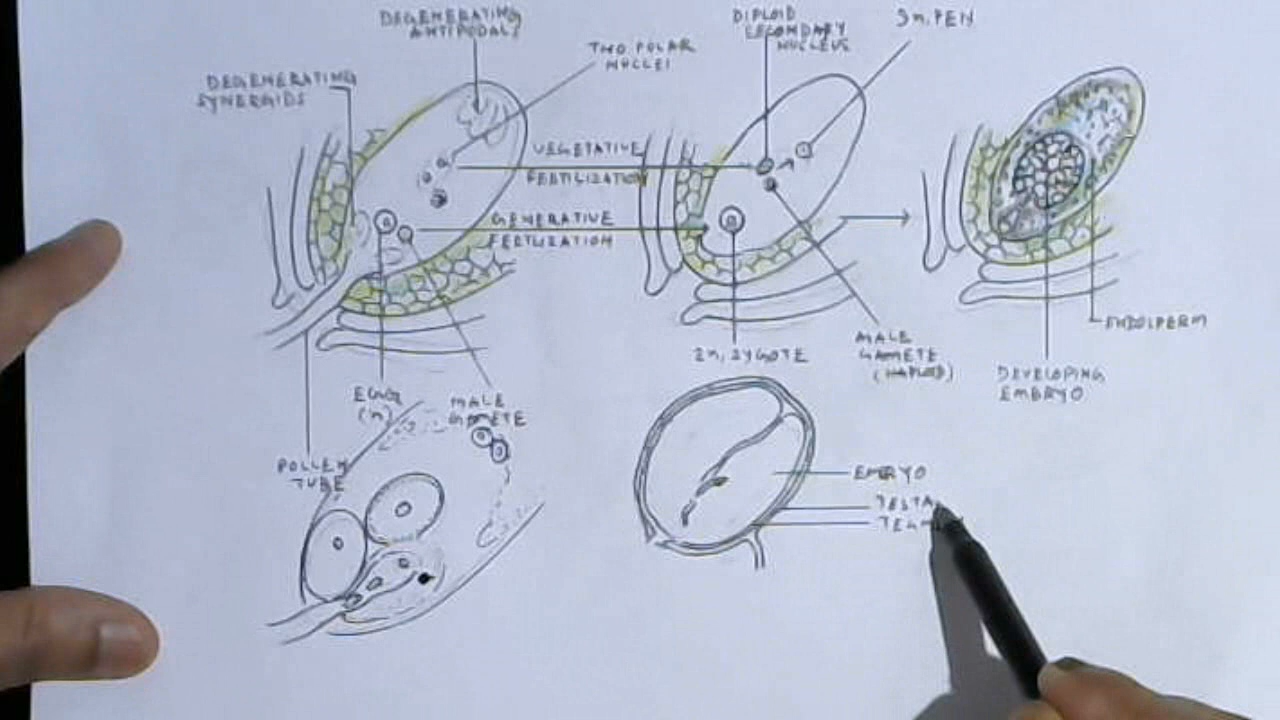 DEGENERATING
ANTIPODALS
DIPLOID
SECONDARY
NUCLEUS
3n, PEN
TWO POLAR
NUCLEI
DEGENERATING
SYNERGIDS
VEGETATIVE
FERTILIZATION
GENERATIVE
FERTLIZATION
ENDOSPERM
2n, ZYGOTE
MALE
GAMETE
(HAPLOID)
DEVELOPING
EMBRYO
EGG
(n)
MALE
GAMETE
POLLEN
TUBE
EMBRYO
TESTA